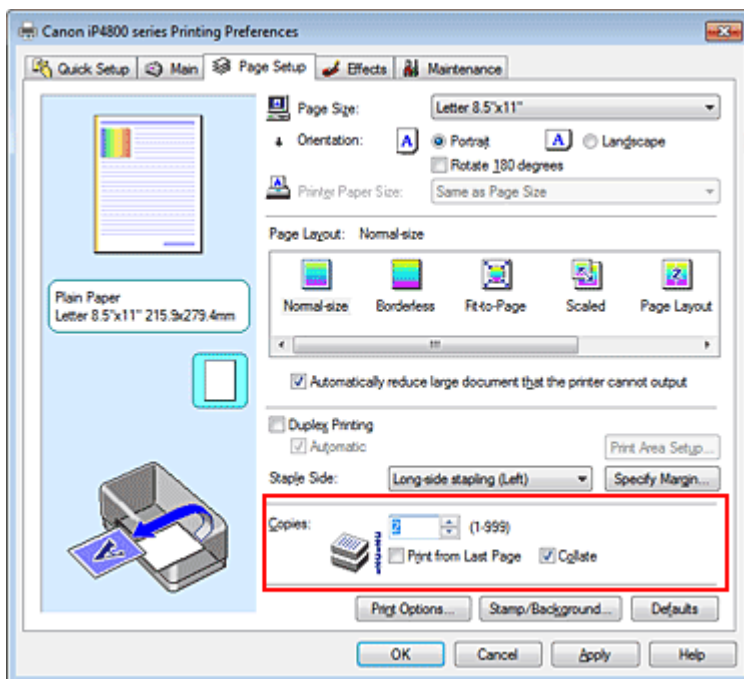 Canon iP4800 series Printing Preferences
Quick Setup Main Page Setup Effects Maintenance
Page Size: Letter 8.5"x11"
Orientation: A Portrait A Landscape
Rotate 180 degrees
Printer Paper Size: Same as Page Size
Page Layout: Normal-size
Normal-size Borderless Fit-to-Page Scaled Page Layout
Plain Paper
Letter 8.5"x11" 215.9x279.4mm
Automatically reduce large document that the printer cannot output
Duplex Printing
Automatic Print Area Setup...
Staple Side: Long-side stapling (Left) Specify Margin...
Copies: 2 (1-999)
Print from Last Page Collate
Print Options... Stamp/Background... Defaults
OK Cancel Apply Help